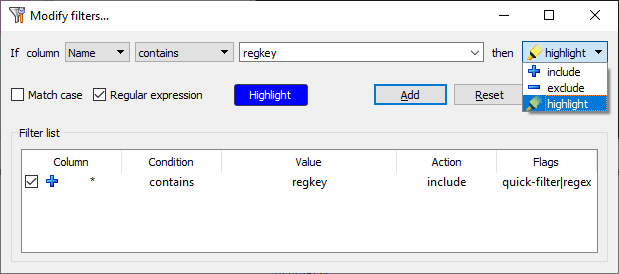 Modify filters...
If column Name contains regkey then highlight
include
exclude
highlight
Match case Regular expression Highlight Add Reset
Filter list
Column Condition Value Action Flags
* contains regkey include quick-filter|regex